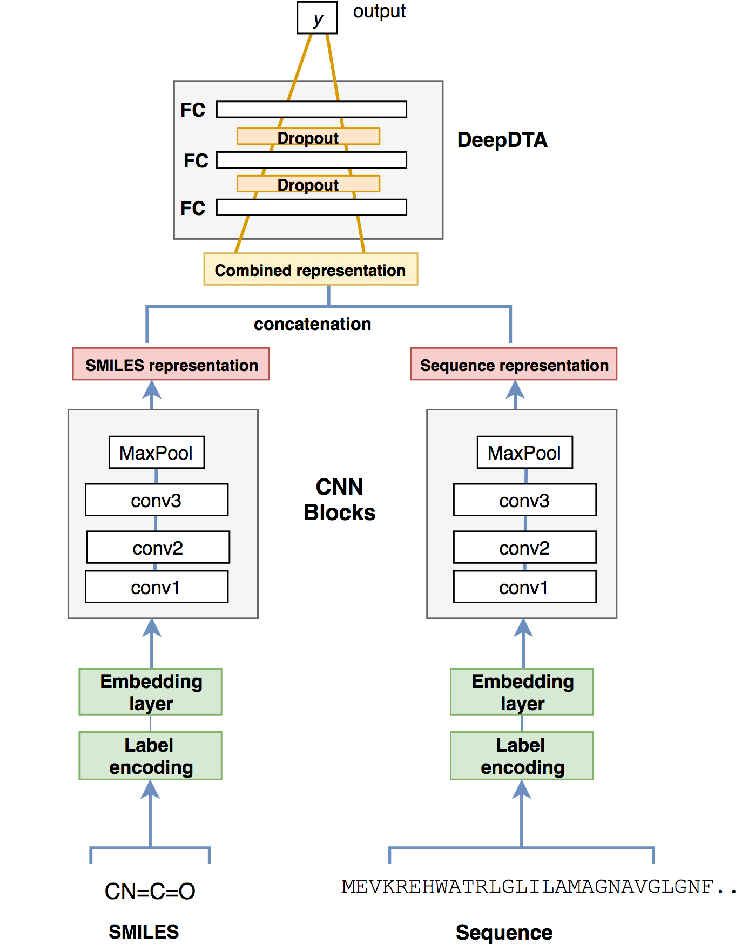 y
output
FC
Dropout
DeepDTA
FC
Dropout
FC
Combined representation
concatenation
SMILES representation
Sequence representation
MaxPool
MaxPool
CNN
Blocks
conv3
conv3
conv2
conv2
conv1
conv1
Embedding
layer
Embedding
layer
Label
encoding
Label
encoding
CN=C=O
MEVKREHWATRLGLILAMAGNAVGLGNF..
SMILES
Sequence